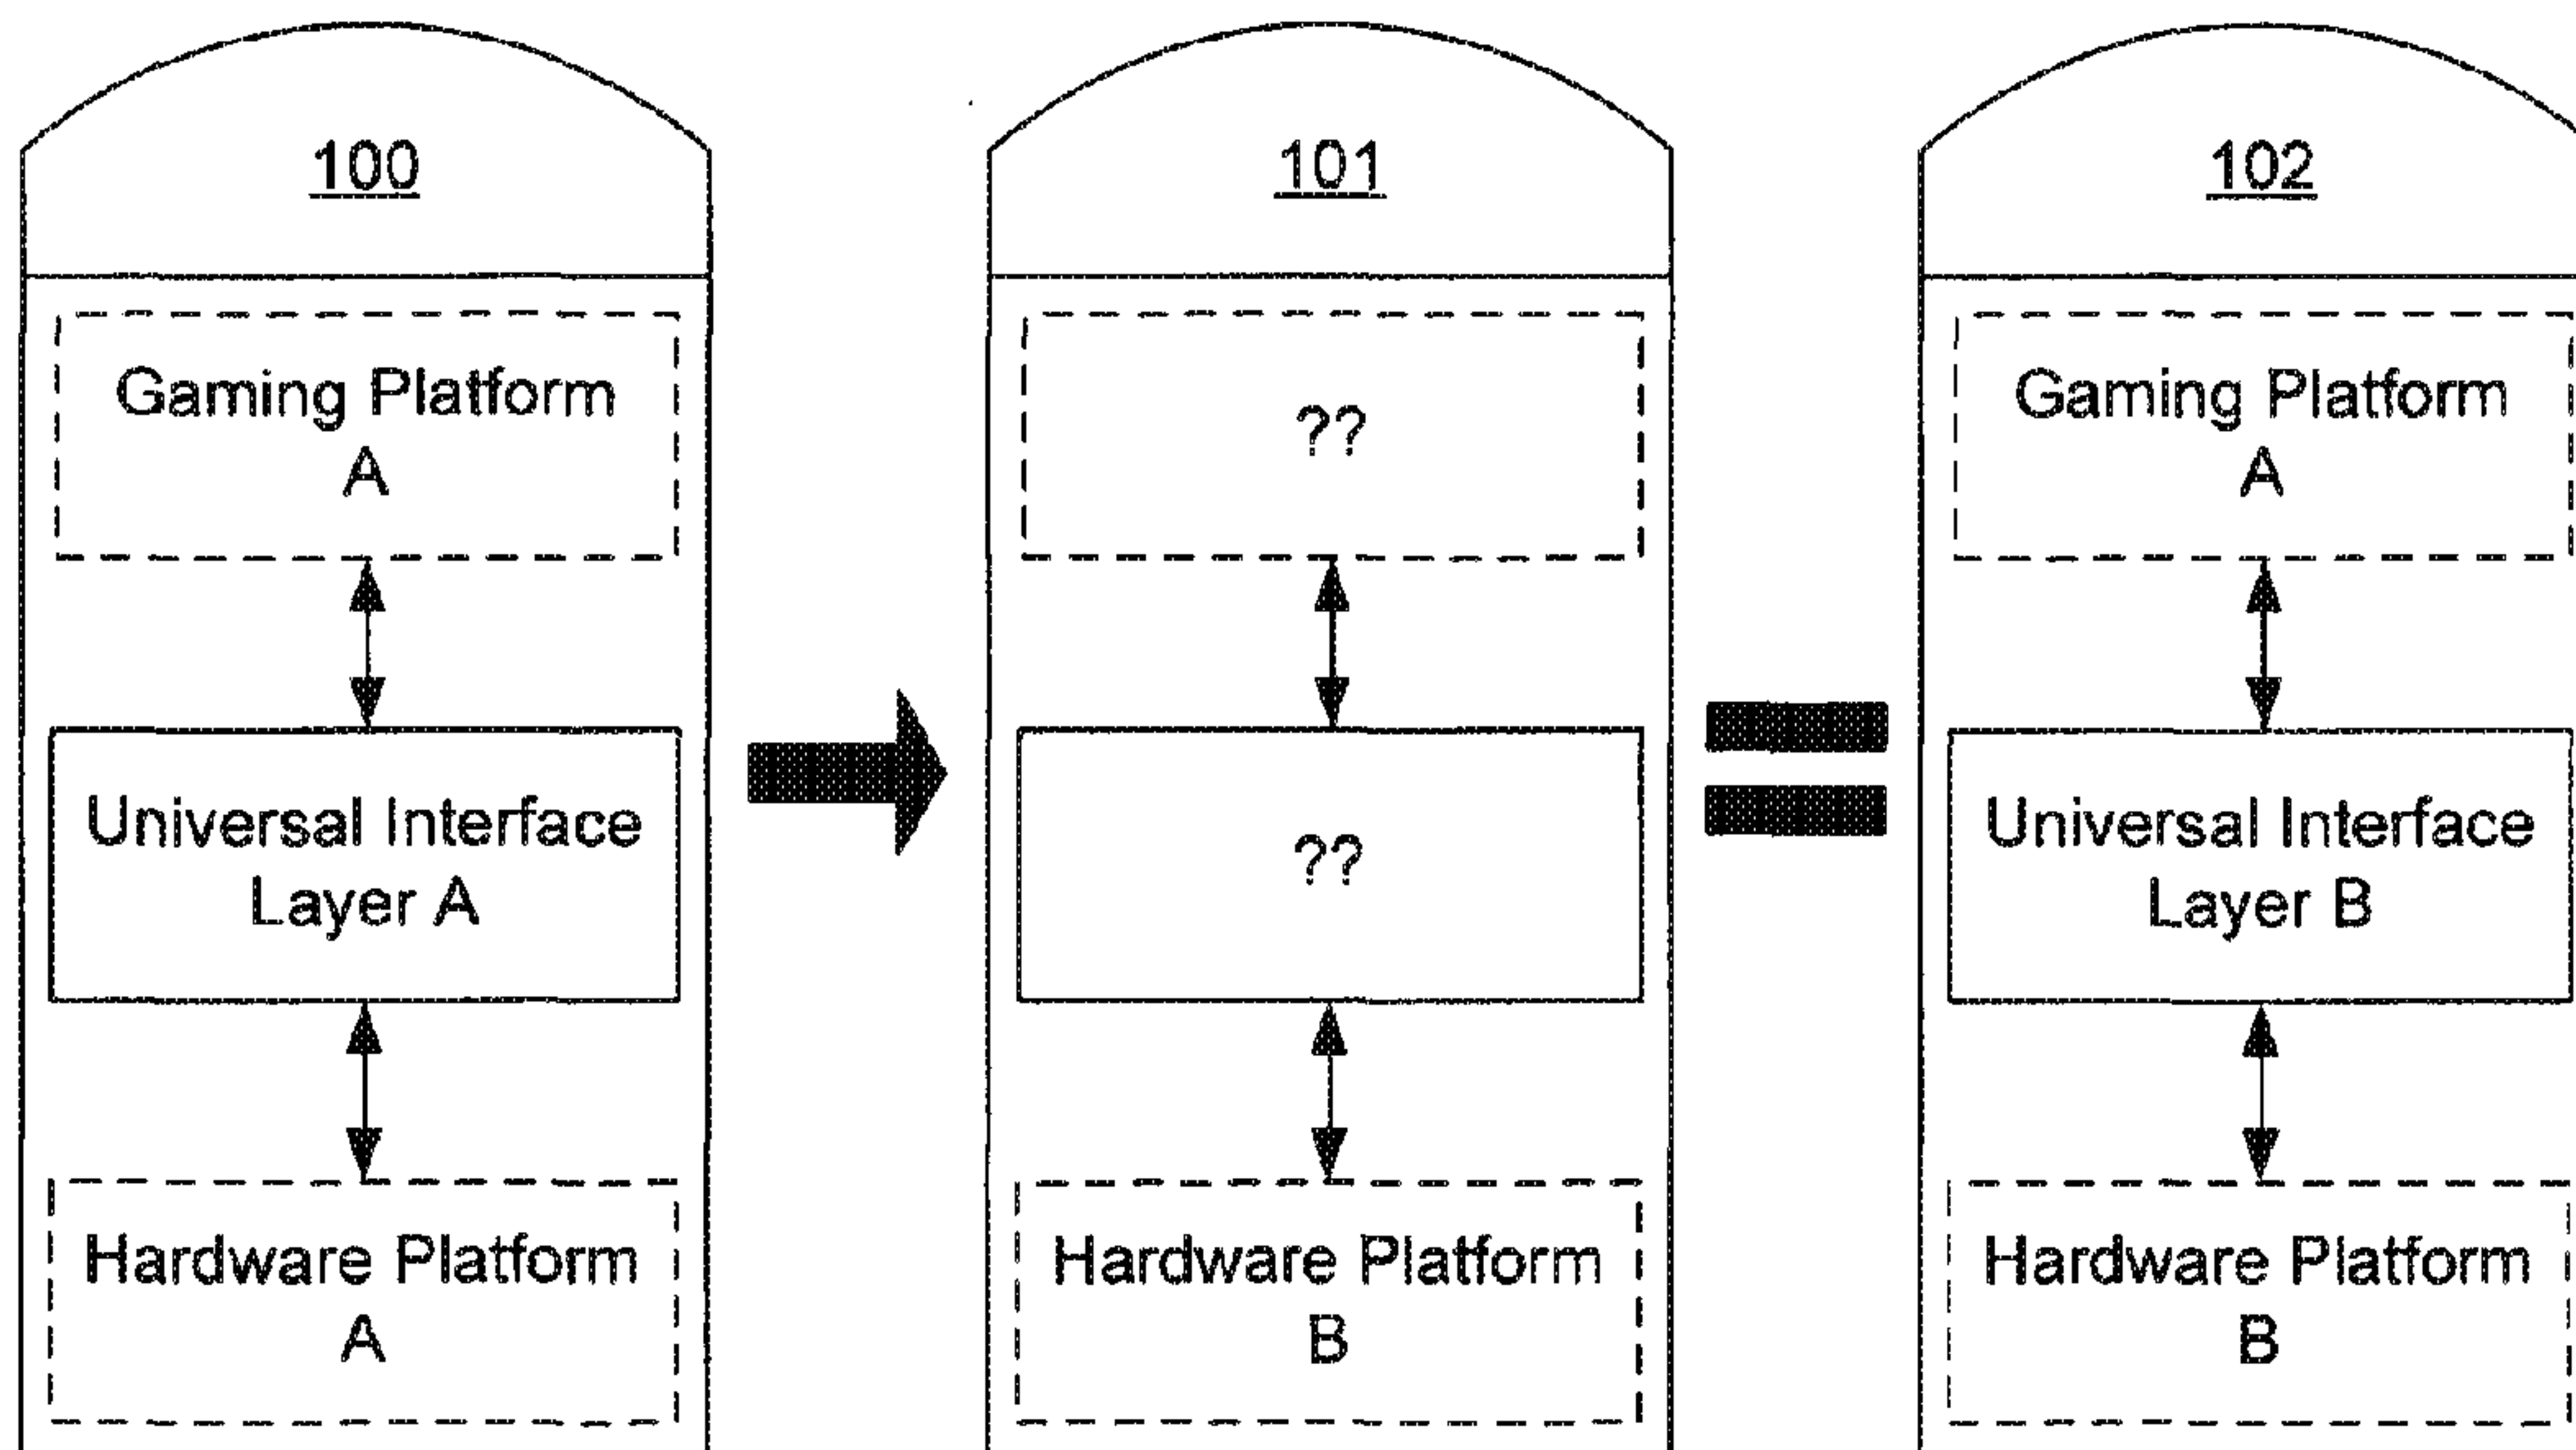 100
Gaming Platform
A
Universal Interface
Layer A
Hardware Platform
A
101
??
??
Hardware Platform
B
102
Gaming Platform
A
Universal Interface
Layer B
Hardware Platform
B